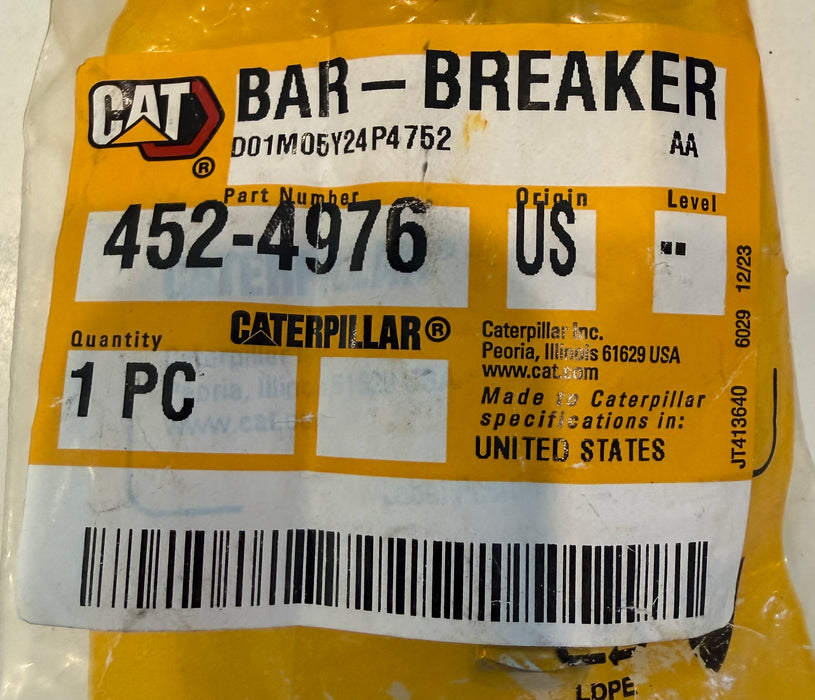 CAT
®
BAR-BREAKER
D01M05Y24P4752 AA
Part Number Origin Level
452-4976 US --
Quantity
1 PC
CATERPILLAR®
Caterpillar Inc.
Peoria, Illinois 61629 USA
www.cat.com
Made to Caterpillar
specifications in:
UNITED STATES
JT413640 6029 12/23
LDPE